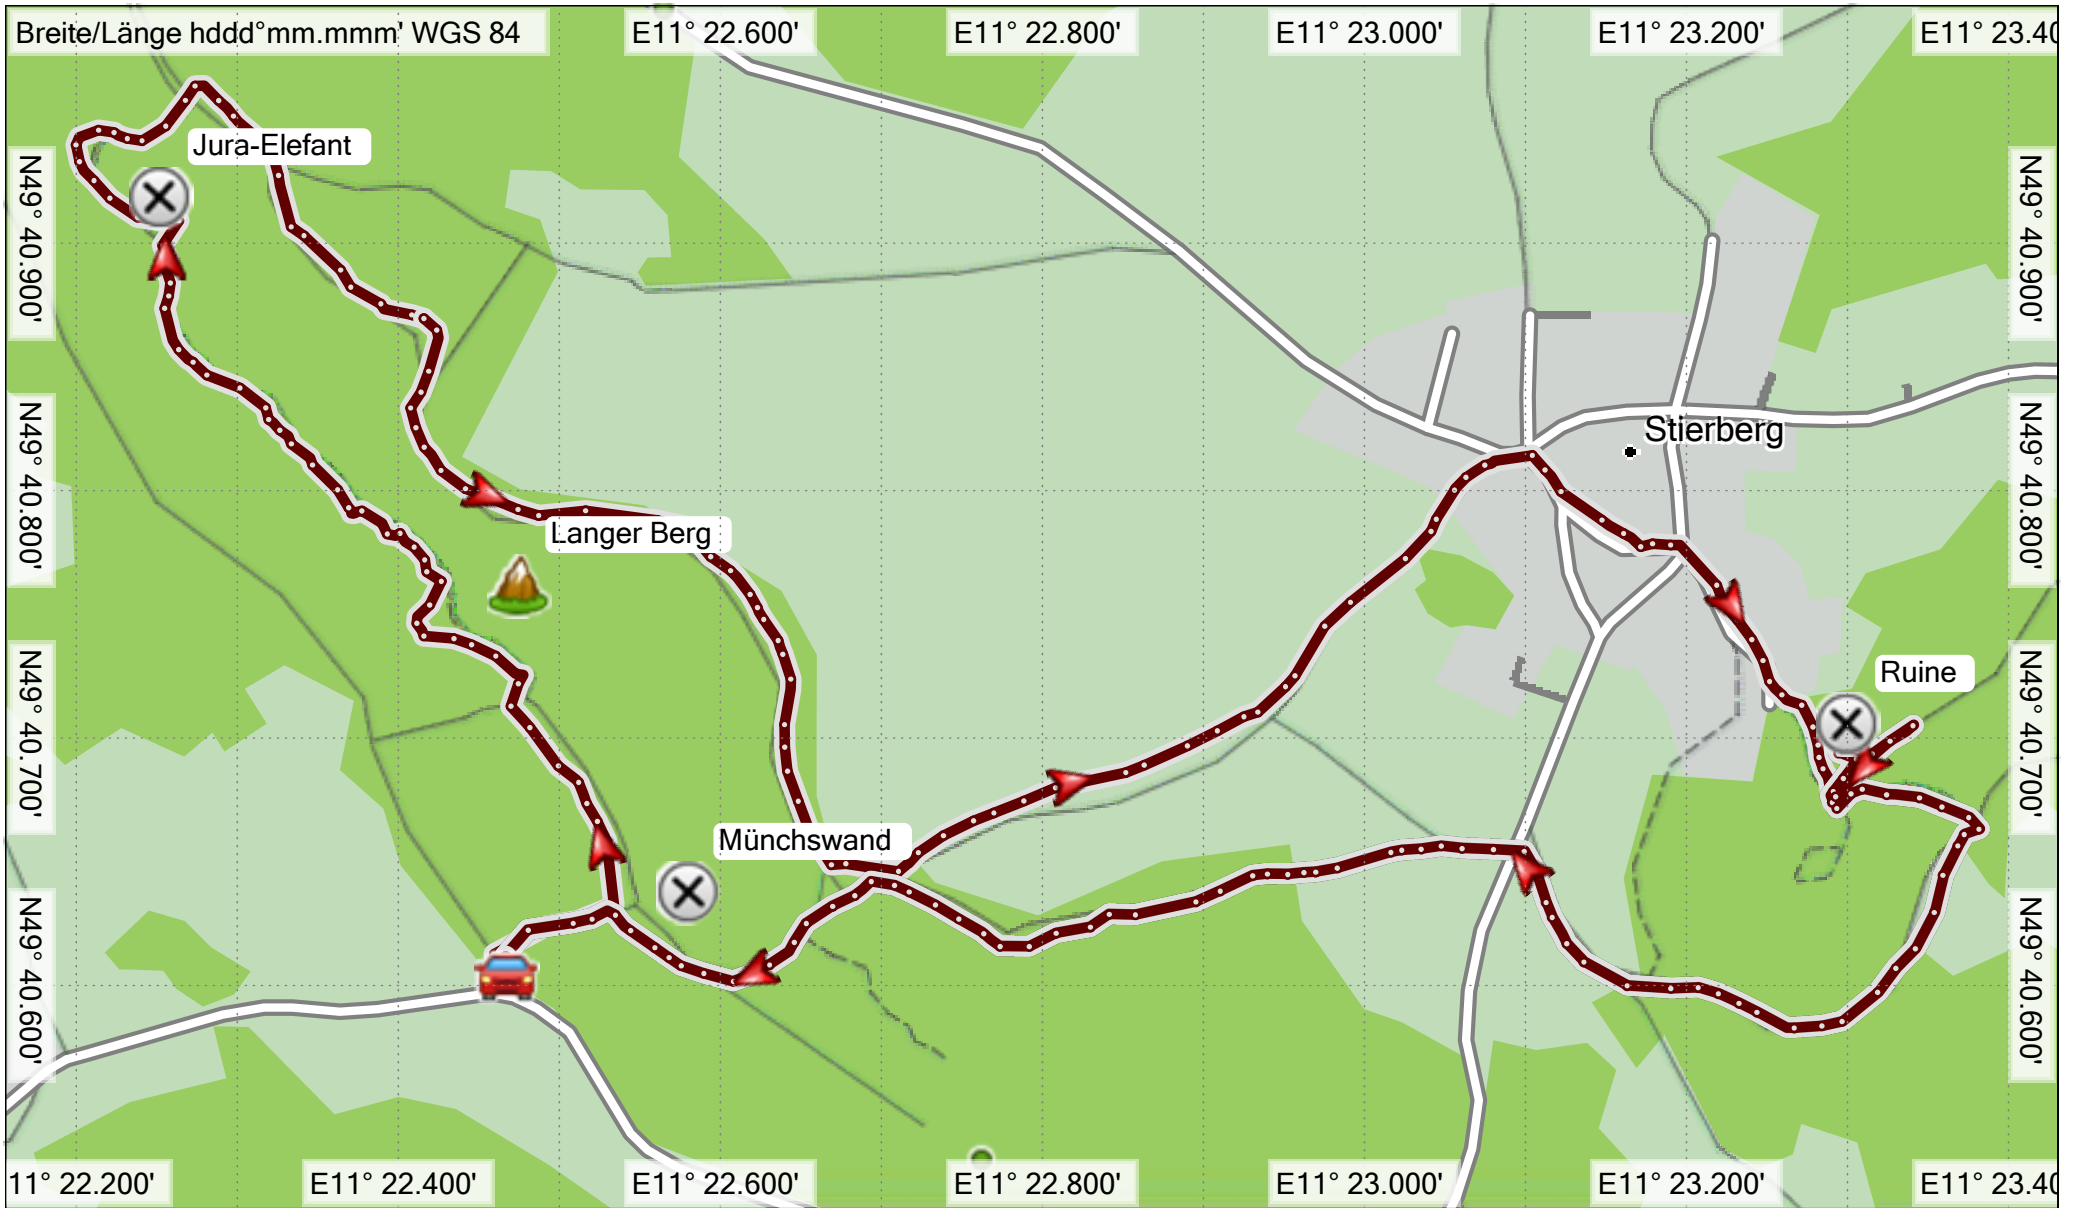 Breite/Länge hddd°mm.mmm' WGS 84
E11° 22.600'
E11° 22.800'
E11° 23.000'
E11° 23.200'
E11° 23.40
Jura-Elefant
N49° 40.900'
N49° 40.900'
N49° 40.800'
N49° 40.800'
Stierberg
Langer Berg
N49° 40.700'
N49° 40.700'
Ruine
Münchswand
N49° 40.600'
N49° 40.600'
11° 22.200'
E11° 22.400'
E11° 22.600'
E11° 22.800'
E11° 23.000'
E11° 23.200'
E11° 23.40